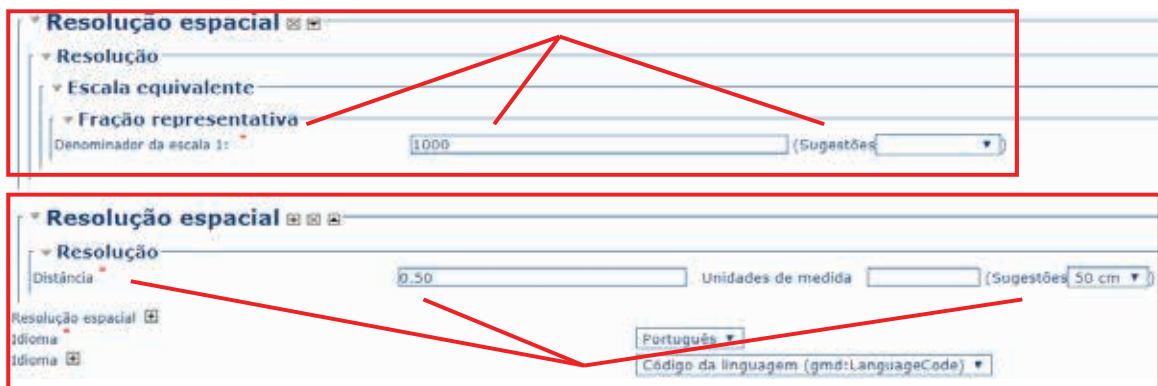 Resolução espacial
Resolução
Escala equivalente
Fração representativa
Denominador da escala 1: * 1000 (Sugestões )
Resolução espacial
Resolução
Distância * 0.50 Unidades de medida (Sugestões 50 cm )
Resolução espacial
Idioma * Português
Idioma Código da linguagem (gmd:LanguageCode)